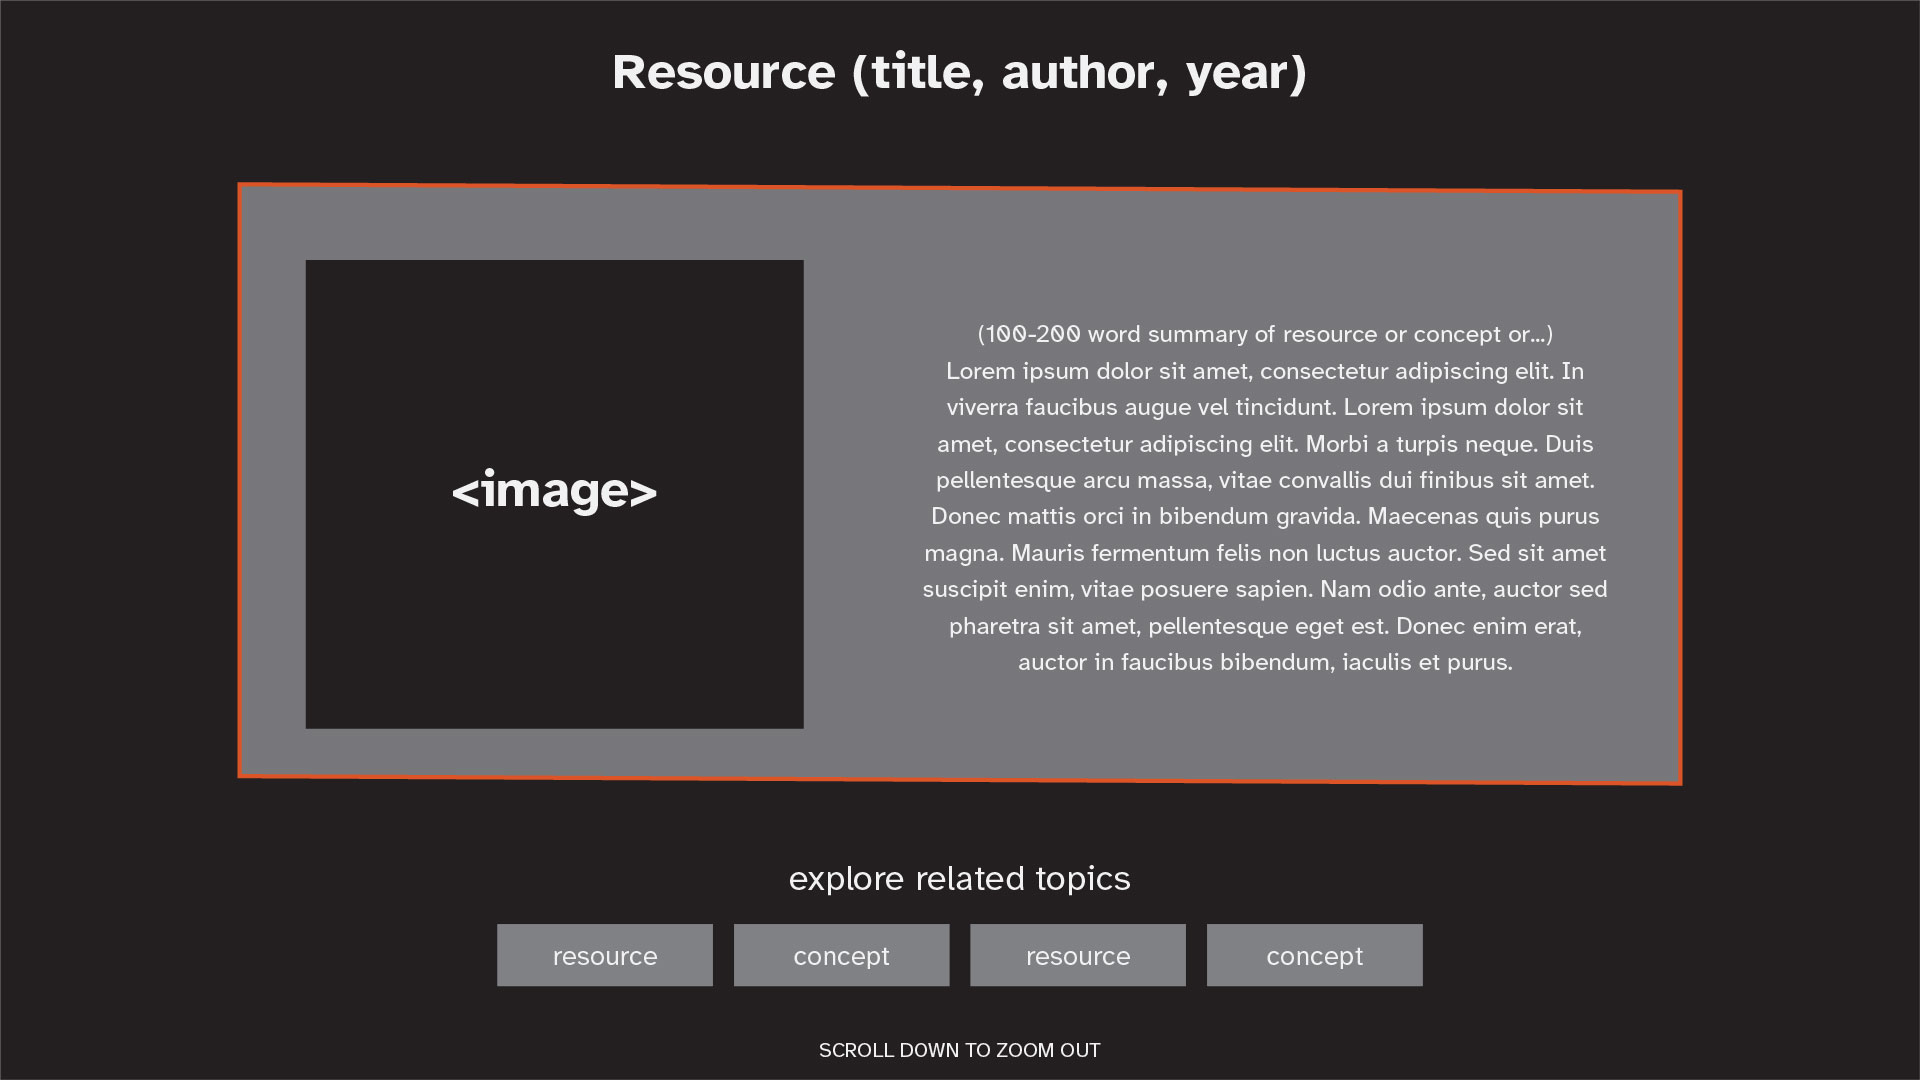 Resource (title, author, year)
<image>
(100-200 word summary of resource or concept or...)
Lorem ipsum dolor sit amet, consectetur adipiscing elit. In
viverra faucibus augue vel tincidunt. Lorem ipsum dolor sit
amet, consectetur adipiscing elit. Morbi a turpis neque. Duis
pellentesque arcu massa, vitae convallis dui finibus sit amet.
Donec mattis orci in bibendum gravida. Maecenas quis purus
magna. Mauris fermentum felis non luctus auctor. Sed sit amet
suscipit enim, vitae posuere sapien. Nam odio ante, auctor sed
pharetra sit amet, pellentesque eget est. Donec enim erat,
auctor in faucibus bibendum, iaculis et purus.
explore related topics
resource
concept
resource
concept
SCROLL DOWN TO ZOOM OUT